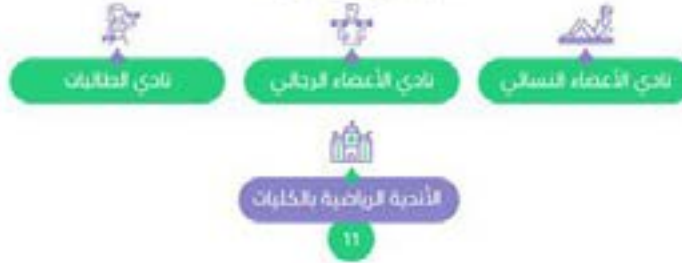 نادي الأعضاء النسائي
نادي الأعضاء الرجالي
نادي الطالبات
الأندية الرياضية بالكليات
11